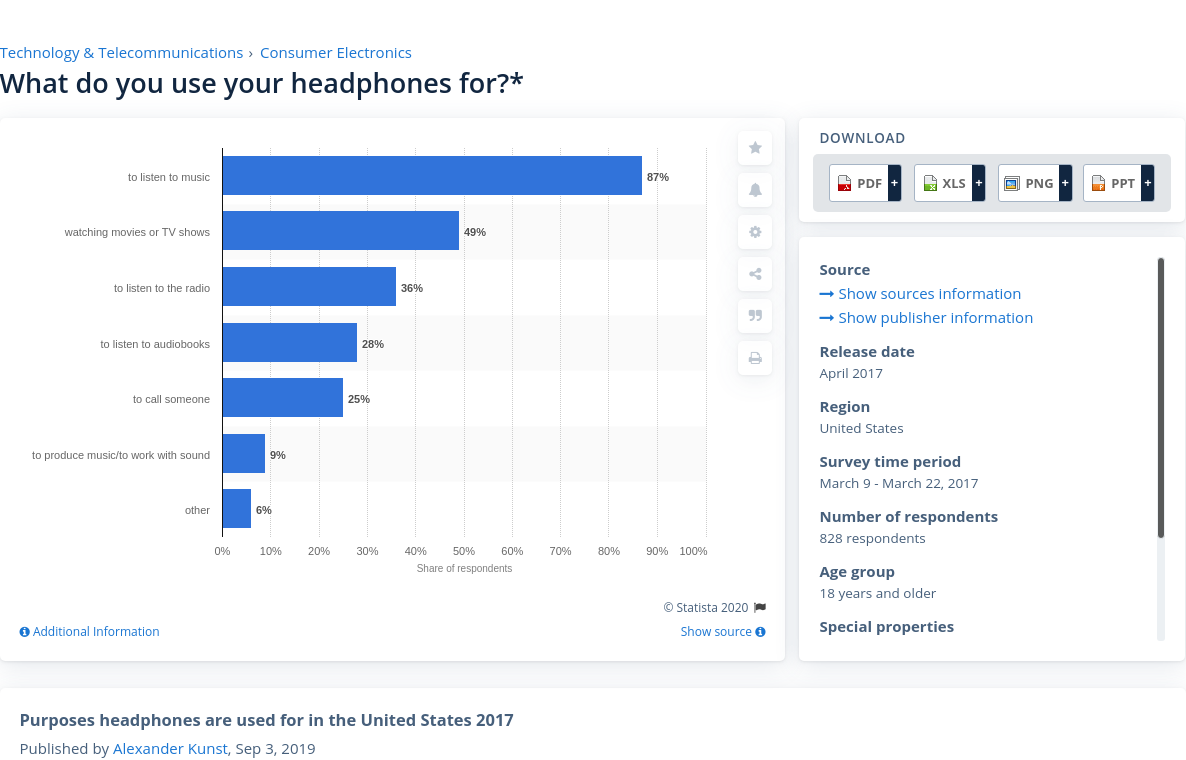 Technology & Telecommunications › Consumer Electronics
What do you use your headphones for?*
to listen to music 87%
watching movies or TV shows 49%
to listen to the radio 36%
to listen to audiobooks 28%
to call someone 25%
to produce music/to work with sound 9%
other 6%
0% 10% 20% 30% 40% 50% 60% 70% 80% 90% 100%
Share of respondents
© Statista 2020
Additional Information Show source
DOWNLOAD
PDF + XLS + PNG + PPT +
Source
Show sources information
Show publisher information
Release date
April 2017
Region
United States
Survey time period
March 9 - March 22, 2017
Number of respondents
828 respondents
Age group
18 years and older
Special properties
Purposes headphones are used for in the United States 2017
Published by Alexander Kunst, Sep 3, 2019